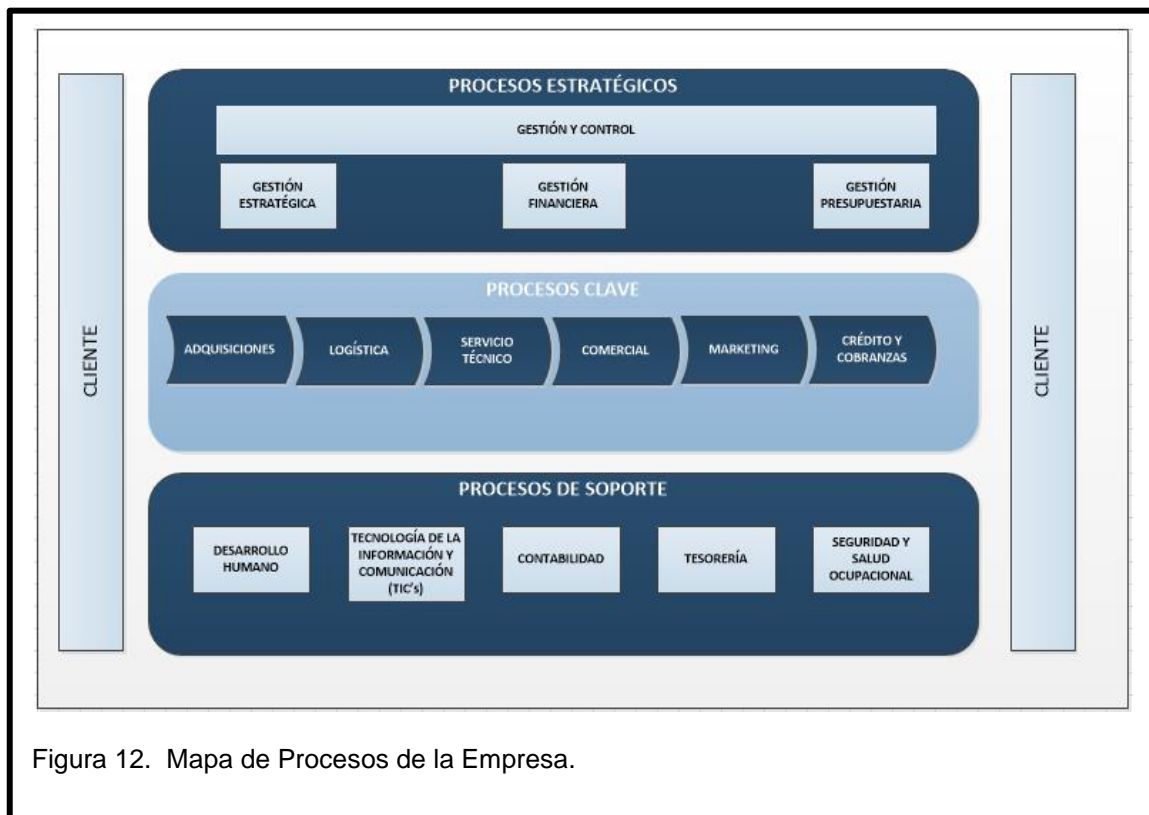 PROCESOS ESTRATÉGICOS
GESTIÓN Y CONTROL
GESTIÓN
ESTRATÉGICA
GESTIÓN
FINANCIERA
GESTIÓN
PRESUPUESTARIA
CLIENTE
PROCESOS CLAVE
ADQUISICIONES
LOGÍSTICA
SERVICIO
TÉCNICO
COMERCIAL
MARKETING
CRÉDITO Y
COBRANZAS
CLIENTE
PROCESOS DE SOPORTE
DESARROLLO
HUMANO
TECNOLOGÍA DE LA
INFORMACIÓN Y
COMUNICACIÓN
(TIC's)
CONTABILIDAD
TESORERÍA
SEGURIDAD Y
SALUD
OCUPACIONAL
Figura 12.  Mapa de Procesos de la Empresa.